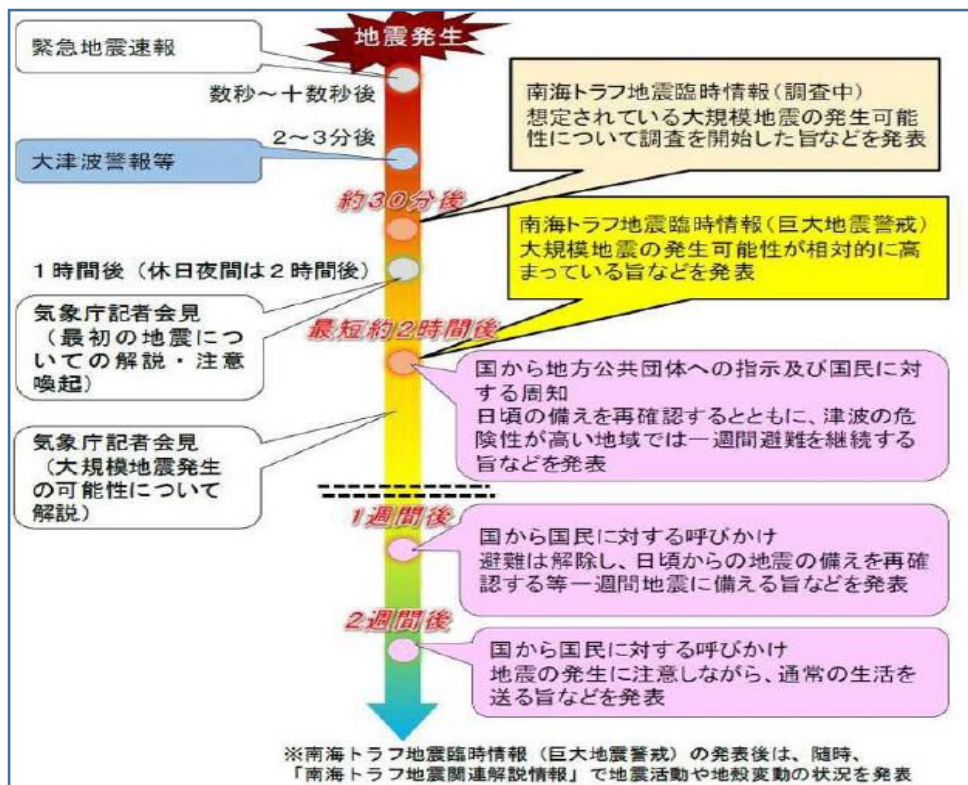 地震発生
緊急地震速報
数秒～十数秒後
2～3分後
大津波警報等
南海トラフ地震臨時情報（調査中）
想定されている大規模地震の発生可能
性について調査を開始した旨などを発表
約30分後
南海トラフ地震臨時情報（巨大地震警戒）
大規模地震の発生可能性が相対的に高
まっている旨などを発表
1時間後（休日夜間は2時間後）
気象庁記者会見
（最初の地震につ
いての解説・注意
喚起）
最短約2時間後
国から地方公共団体への指示及び国民に対
する周知
日頃の備えを再確認するとともに、津波の危
険性が高い地域では一週間避難を継続する
旨などを発表
気象庁記者会見
（大規模地震発生
の可能性について
解説）
1週間後
国から国民に対する呼びかけ
避難は解除し、日頃からの地震の備えを再確
認する等一週間地震に備える旨などを発表
2週間後
国から国民に対する呼びかけ
地震の発生に注意しながら、通常の生活を
送る旨などを発表
※南海トラフ地震臨時情報（巨大地震警戒）の発表後は、随時、
「南海トラフ地震関連解説情報」で地震活動や地殻変動の状況を発表